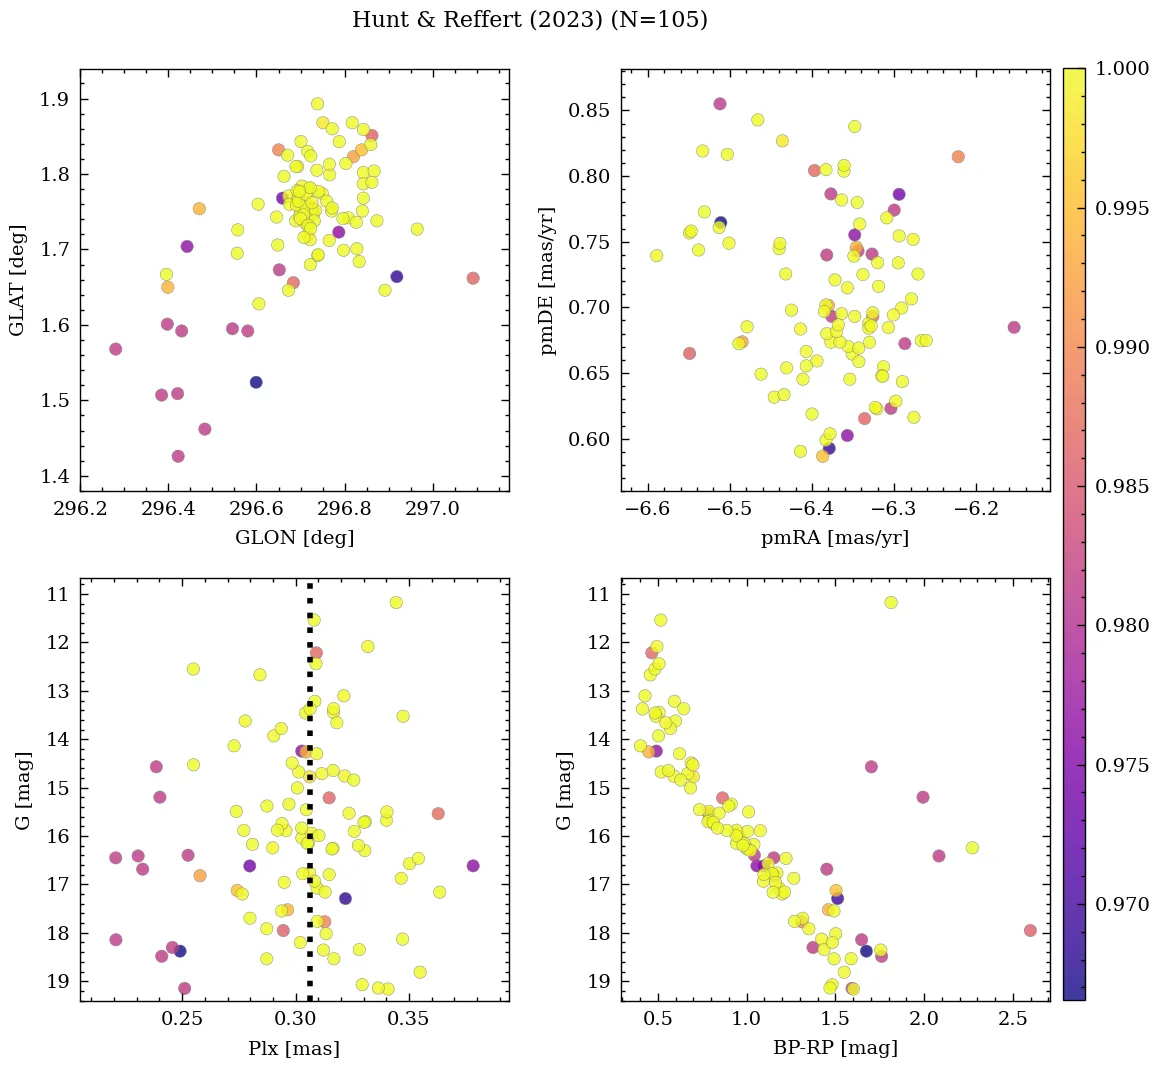 Hunt & Reffert (2023) (N=105)
1.9
1.8
1.7
1.6
1.5
1.4
GLAT [deg]
296.2 296.4 296.6 296.8 297.0
GLON [deg]
0.85
0.80
0.75
0.70
0.65
0.60
pmDE [mas/yr]
−6.6 −6.5 −6.4 −6.3 −6.2
pmRA [mas/yr]
11
12
13
14
15
16
17
18
19
G [mag]
0.25 0.30 0.35
Plx [mas]
11
12
13
14
15
16
17
18
19
G [mag]
0.5 1.0 1.5 2.0 2.5
BP-RP [mag]
1.000
0.995
0.990
0.985
0.980
0.975
0.970